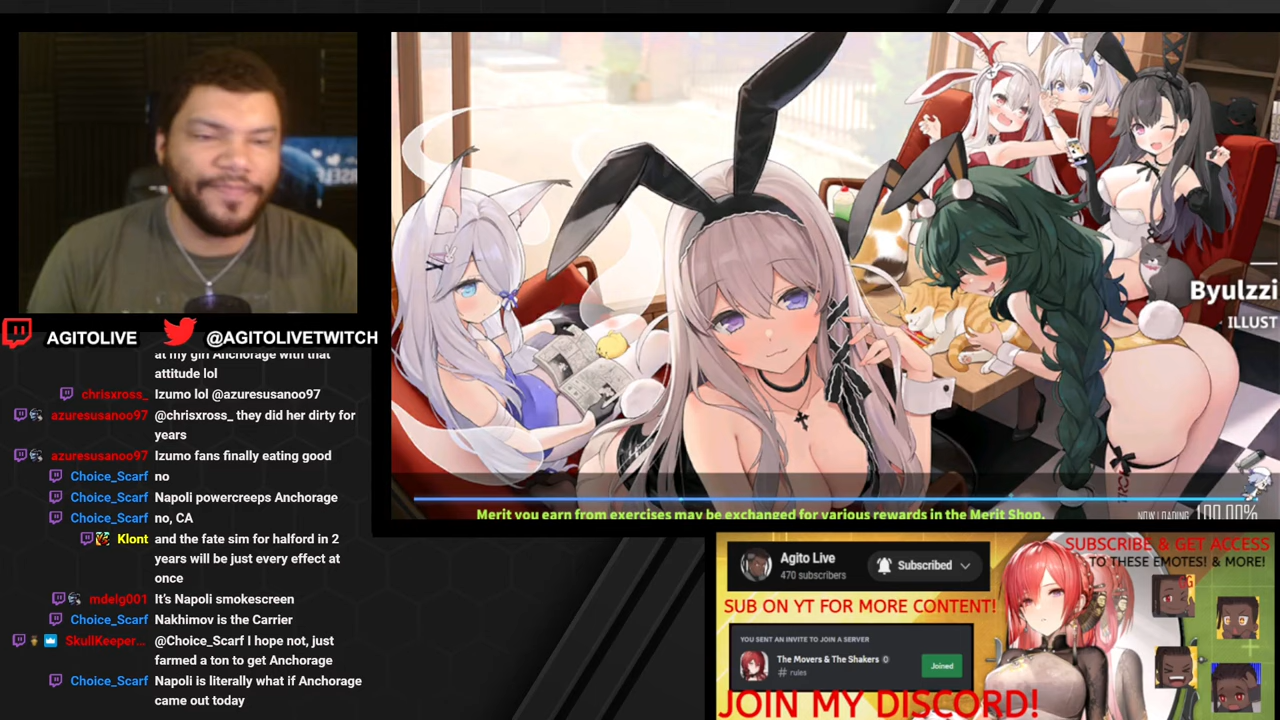 AGITOLIVE
@AGITOLIVETWITCH
at my girl Anchorage with that
attitude lol
chrisxross_ Izumo lol @azuresusanoo97
azuresusanoo97 @chrisxross_ they did her dirty for
years
azuresusanoo97 Izumo fans finally eating good
Choice_Scarf no
Choice_Scarf Napoli powercreeps Anchorage
Choice_Scarf no, CA
Klont and the fate sim for halford in 2
years will be just every effect at
once
mdelg001 It's Napoli smokescreen
Choice_Scarf Nakhimov is the Carrier
SkullKeeper... @Choice_Scarf I hope not, just
farmed a ton to get Anchorage
Choice_Scarf Napoli is literally what if Anchorage
came out today
Byulzzi
ILLUST
Merit you earn from exercises may be exchanged for various rewards in the Merit Shop.
NOW LOADING 100.00%
Agito Live
470 subscribers
Subscribed
SUB ON YT FOR MORE CONTENT!
YOU SENT AN INVITE TO JOIN A SERVER
The Movers & The Shakers
# rules
Joined
JOIN MY DISCORD!
SUBSCRIBE & GET ACCESS
TO THESE EMOTES! & MORE!